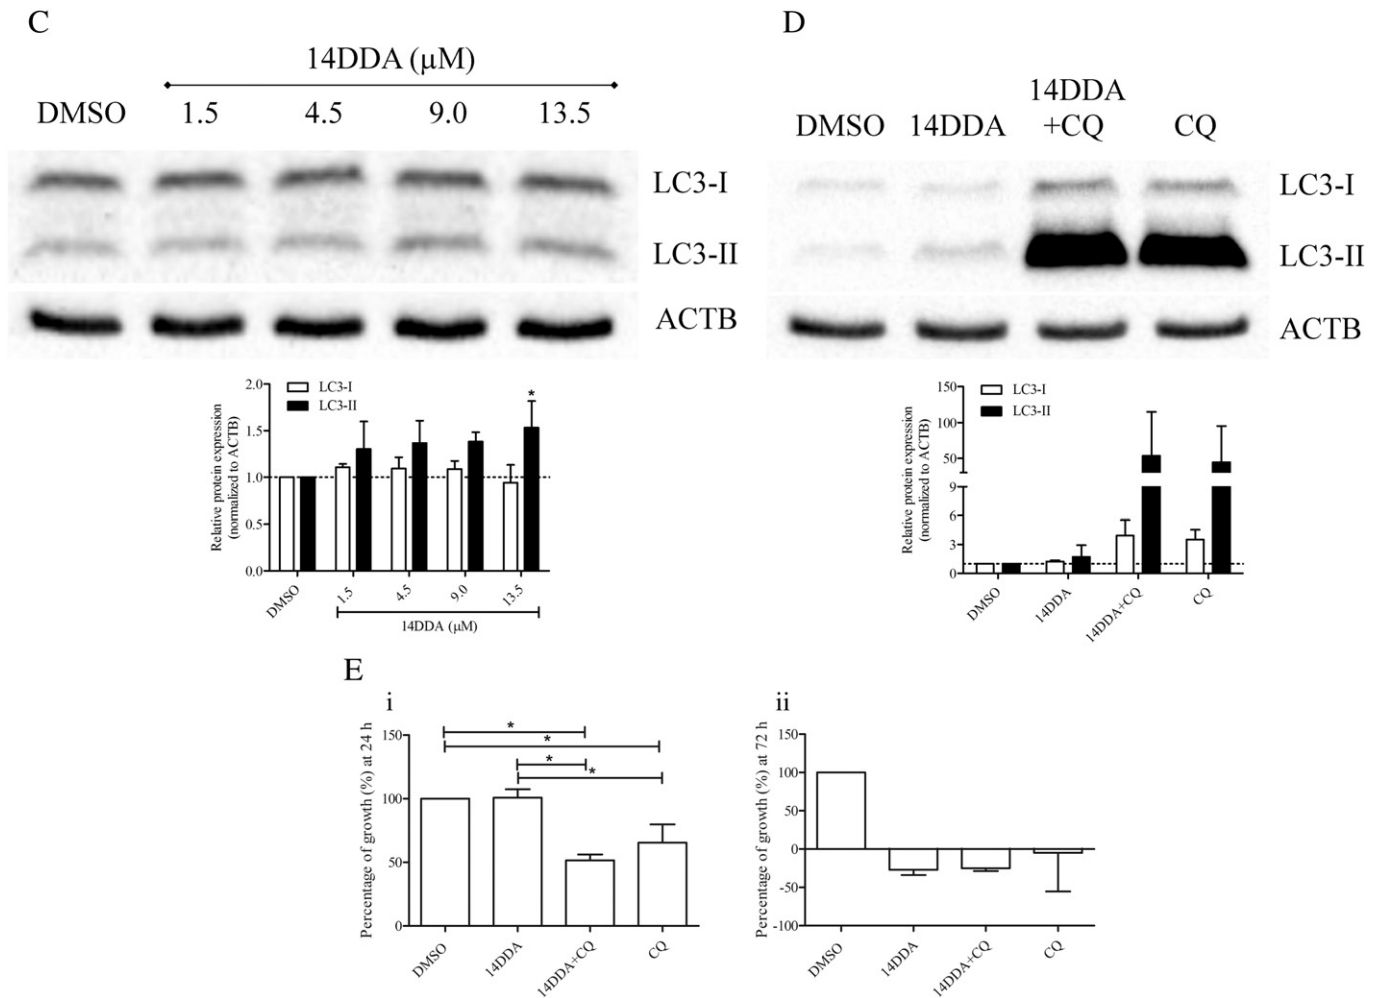 C
14DDA (μM)
DMSO 1.5 4.5 9.0 13.5
LC3-I
LC3-II
ACTB
2.0
1.5
1.0
0.5
0.0
Relative protein expression
(normalized to ACTB)
LC3-I
LC3-II
*
DMSO 1.5 4.5 9.0 13.5
14DDA (μM)
D
14DDA
DMSO 14DDA +CQ CQ
LC3-I
LC3-II
ACTB
150
100
50
9
6
3
0
Relative protein expression
(normalized to ACTB)
LC3-I
LC3-II
DMSO 14DDA 14DDA+CQ CQ
E
i
Percentage of growth (%) at 24 h
150
100
50
0
*
*
*
*
DMSO 14DDA 14DDA+CQ CQ
ii
Percentage of growth (%) at 72 h
150
100
50
0
-50
-100
DMSO 14DDA 14DDA+CQ CQ